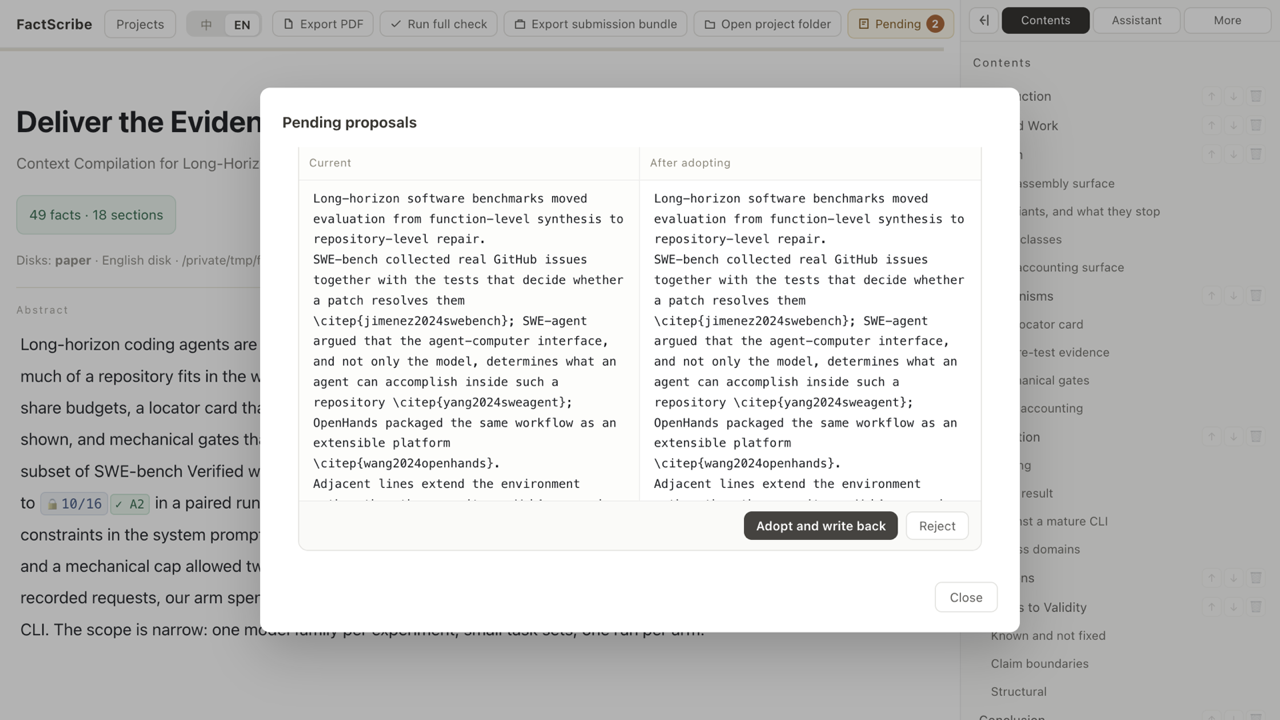 FactScribe
Projects
中 EN
Export PDF
Run full check
Export submission bundle
Open project folder
Pending 2
Contents
Assistant
More
Deliver the Eviden
Context Compilation for Long-Horiz
49 facts · 18 sections
Disks: paper · English disk · /private/tmp/f
Abstract
Long-horizon coding agents are
much of a repository fits in the w
share budgets, a locator card tha
shown, and mechanical gates tha
subset of SWE-bench Verified w
to 10/16 ✓ A2 in a paired run
constraints in the system promp
and a mechanical cap allowed tw
recorded requests, our arm sper
CLI. The scope is narrow: one model family per experiment, small task sets, one run per arm.
Pending proposals
Current
Long-horizon software benchmarks moved
evaluation from function-level synthesis to
repository-level repair.
SWE-bench collected real GitHub issues
together with the tests that decide whether
a patch resolves them
\citep{jimenez2024swebench}; SWE-agent
argued that the agent-computer interface,
and not only the model, determines what an
agent can accomplish inside such a
repository \citep{yang2024sweagent};
OpenHands packaged the same workflow as an
extensible platform
\citep{wang2024openhands}.
Adjacent lines extend the environment
After adopting
Long-horizon software benchmarks moved
evaluation from function-level synthesis to
repository-level repair.
SWE-bench collected real GitHub issues
together with the tests that decide whether
a patch resolves them
\citep{jimenez2024swebench}; SWE-agent
argued that the agent-computer interface,
and not only the model, determines what an
agent can accomplish inside such a
repository \citep{yang2024sweagent};
OpenHands packaged the same workflow as an
extensible platform
\citep{wang2024openhands}.
Adjacent lines extend the environment
Adopt and write back
Reject
Close
Contents
uction
d Work
n
assembly surface
iants, and what they stop
classes
accounting surface
nisms
ocator card
re-test evidence
anical gates
accounting
tion
ng
result
nst a mature CLI
ss domains
ns
s to Validity
Known and not fixed
Claim boundaries
Structural
Conclusion